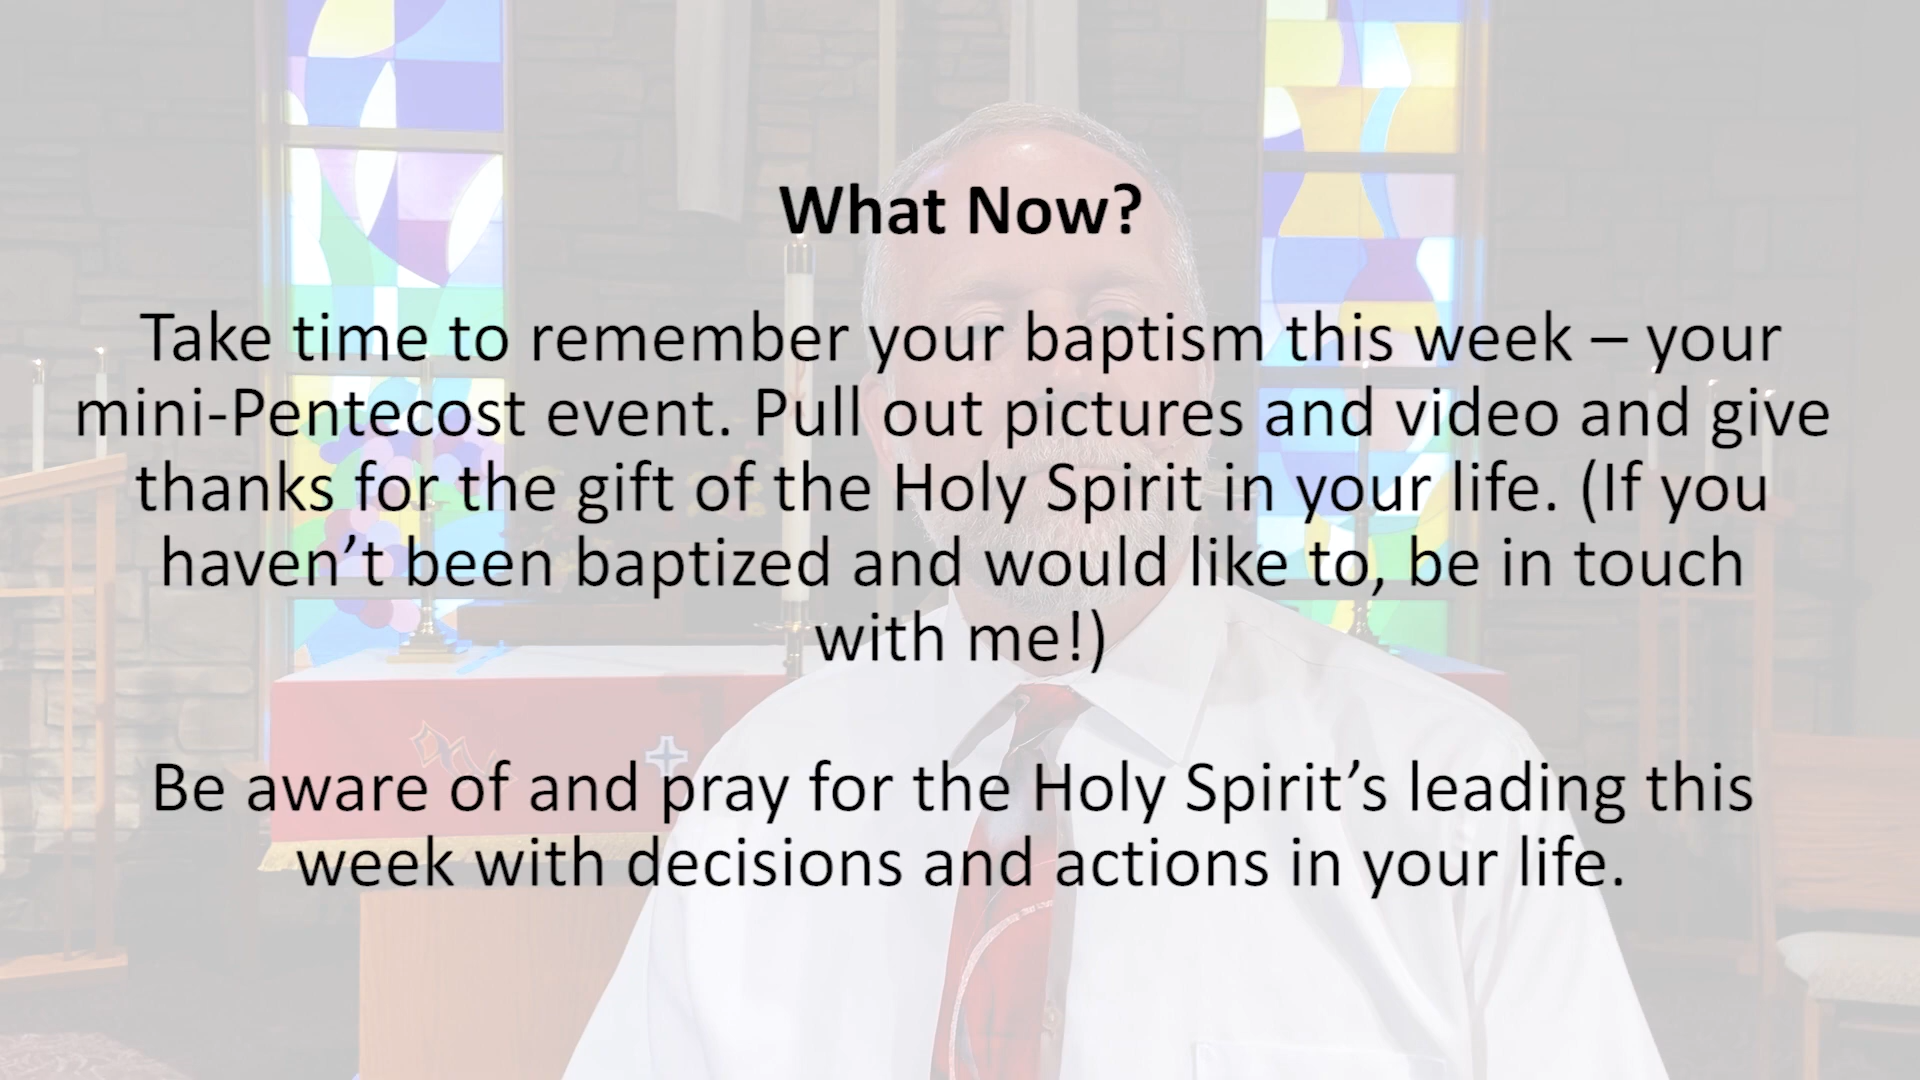 What Now?
Take time to remember your baptism this week – your
mini-Pentecost event. Pull out pictures and video and give
thanks for the gift of the Holy Spirit in your life. (If you
haven’t been baptized and would like to, be in touch
with me!)
Be aware of and pray for the Holy Spirit’s leading this
week with decisions and actions in your life.